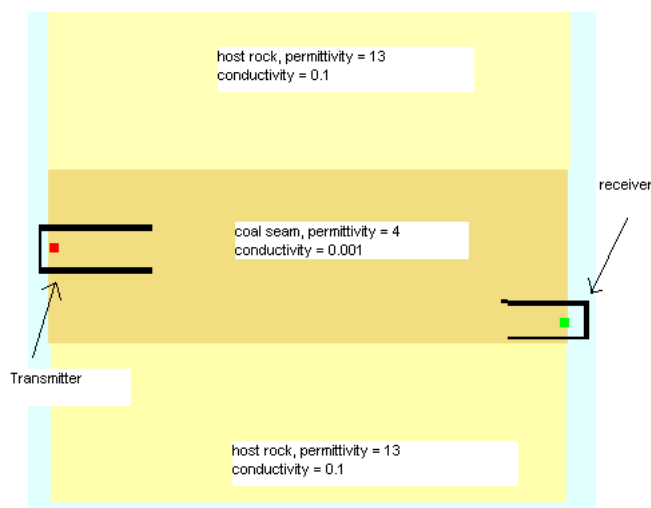 host rock, permittivity = 13
conductivity = 0.1
receiver
coal seam, permittivity = 4
conductivity = 0.001
Transmitter
host rock, permittivity = 13
conductivity = 0.1